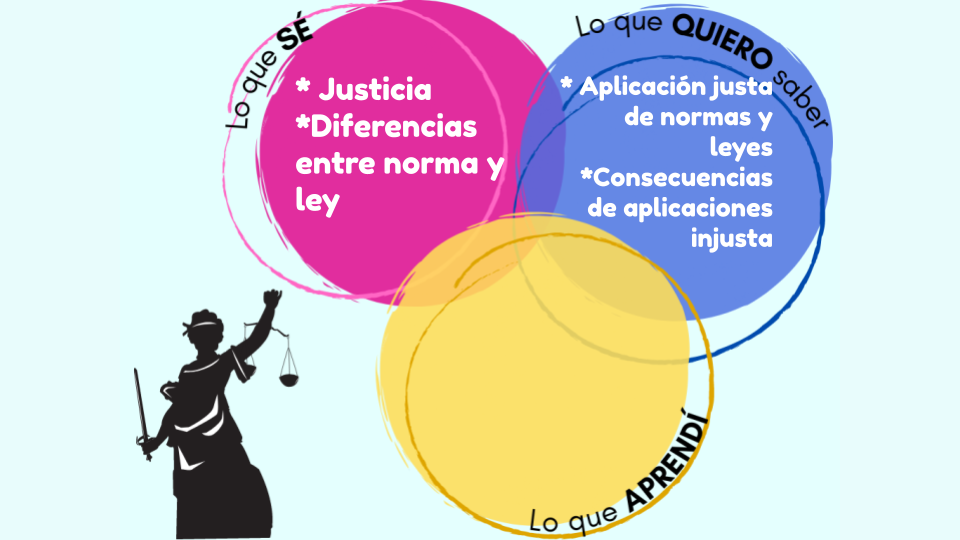 Lo que SÉ
* Justicia
*Diferencias
entre norma y
ley
Lo que QUIERO saber
* Aplicación justa
de normas y
leyes
*Consecuencias
de aplicaciones
injusta
Lo que APRENDÍ